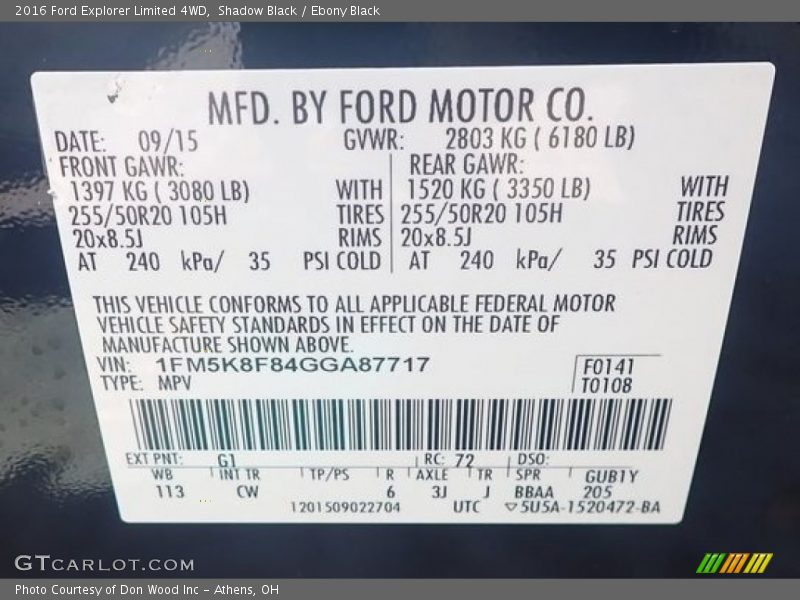 2016 Ford Explorer Limited 4WD, Shadow Black / Ebony Black
MFD. BY FORD MOTOR CO.
DATE: 09/15 GVWR: 2803 KG ( 6180 LB)
FRONT GAWR: REAR GAWR:
1397 KG ( 3080 LB) WITH 1520 KG ( 3350 LB) WITH
255/50R20 105H TIRES 255/50R20 105H TIRES
20x8.5J RIMS 20x8.5J RIMS
AT 240 kPa/ 35 PSI COLD AT 240 kPa/ 35 PSI COLD
THIS VEHICLE CONFORMS TO ALL APPLICABLE FEDERAL MOTOR
VEHICLE SAFETY STANDARDS IN EFFECT ON THE DATE OF
MANUFACTURE SHOWN ABOVE.
VIN: 1FM5K8F84GGA87717 F0141
TYPE: MPV T0108
EXT PNT: G1 RC: 72 DSO:
WB INT TR TP/PS R AXLE TR SPR GUB1Y
113 CW 6 3J J BBAA 205
1201509022704 UTC ▽5U5A-1520472-BA
GTCARLOT.COM
Photo Courtesy of Don Wood Inc - Athens, OH